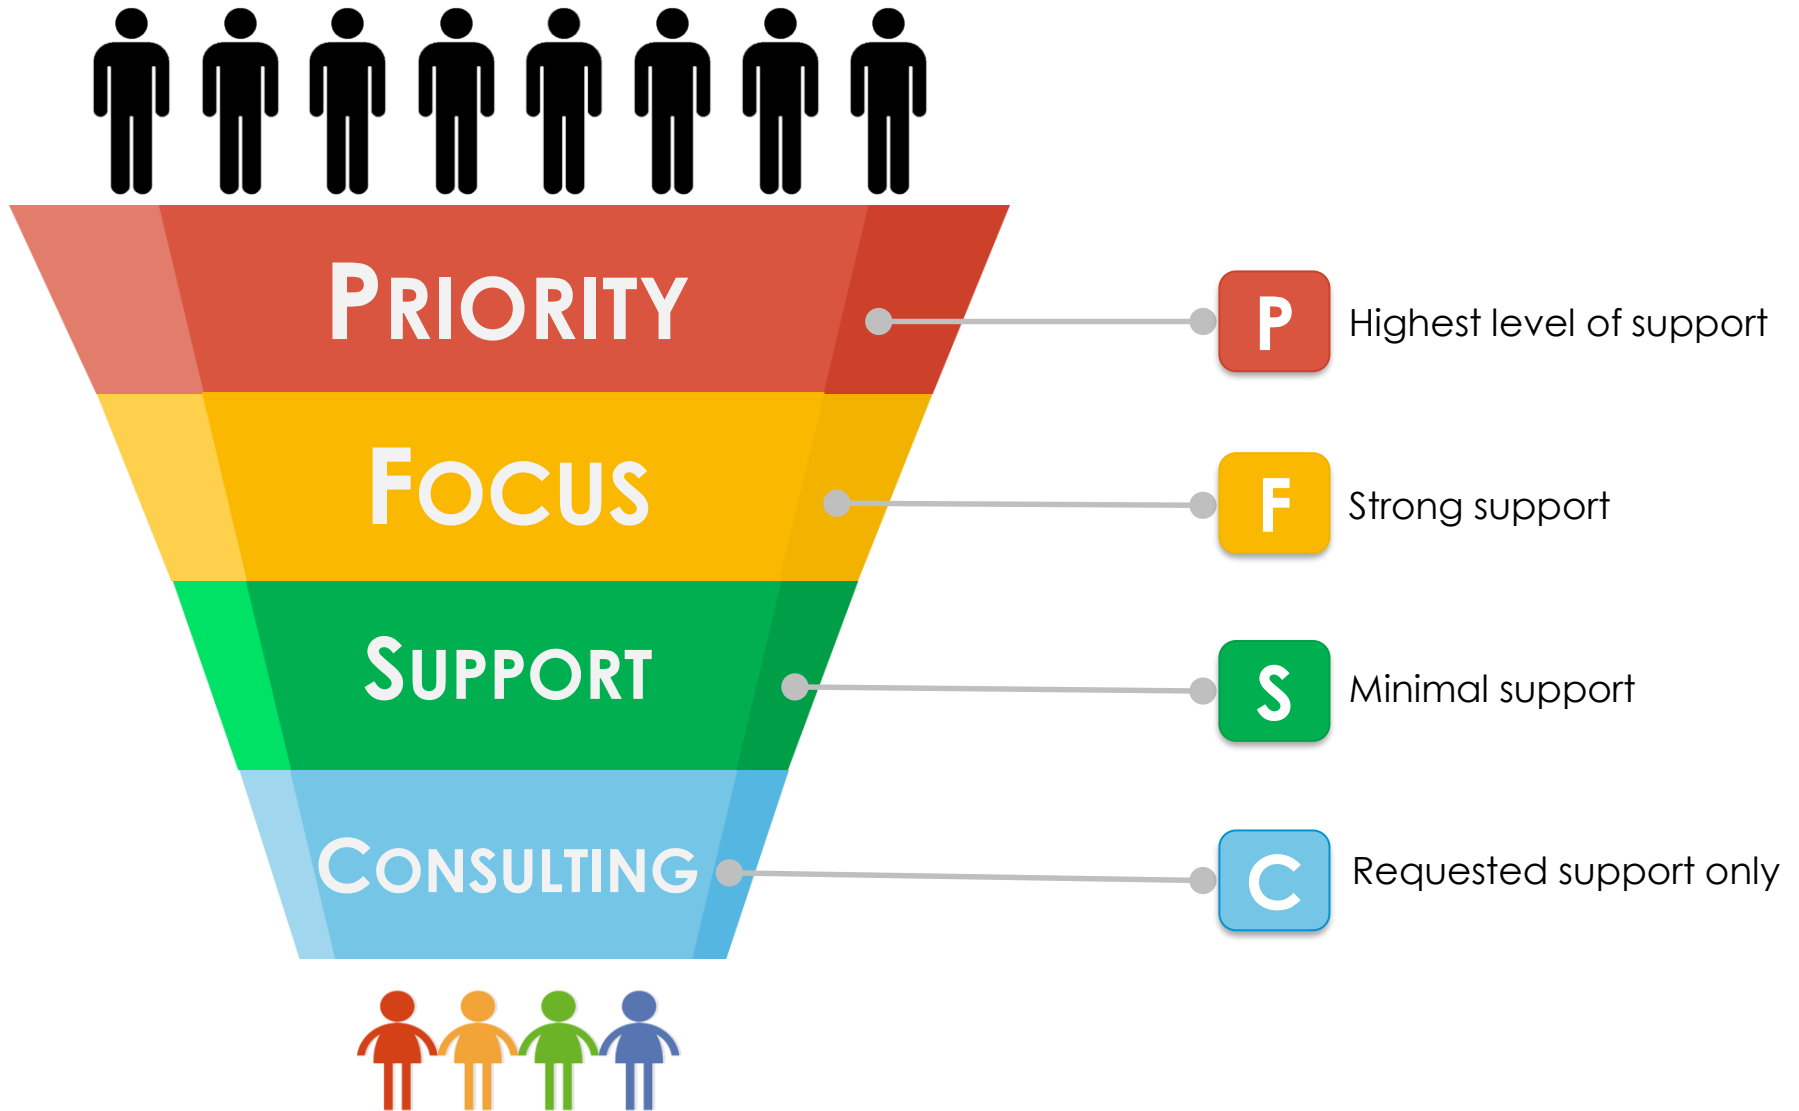 PRIORITY
P Highest level of support
FOCUS
F Strong support
SUPPORT
S Minimal support
CONSULTING
C Requested support only